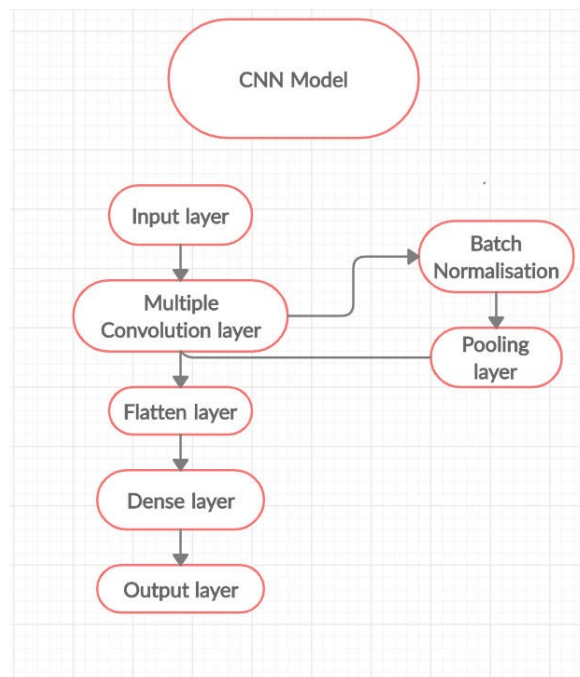 CNN Model
Input layer
Batch
Normalisation
Multiple
Convolution layer
Pooling
layer
Flatten layer
Dense layer
Output layer